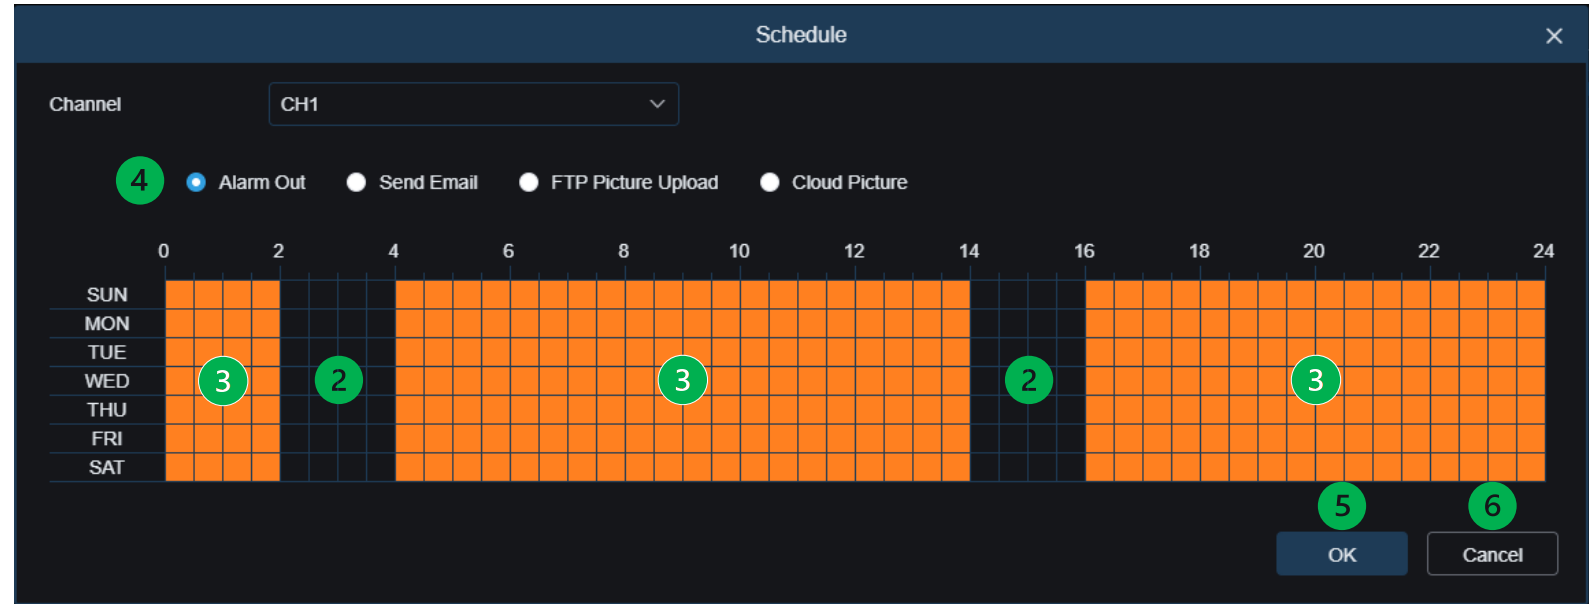 Schedule
Channel CH1
4 Alarm Out Send Email FTP Picture Upload Cloud Picture
0 2 4 6 8 10 12 14 16 18 20 22 24
SUN
MON
TUE
WED 3 2 3 2 3
THU
FRI
SAT
5 6
OK Cancel